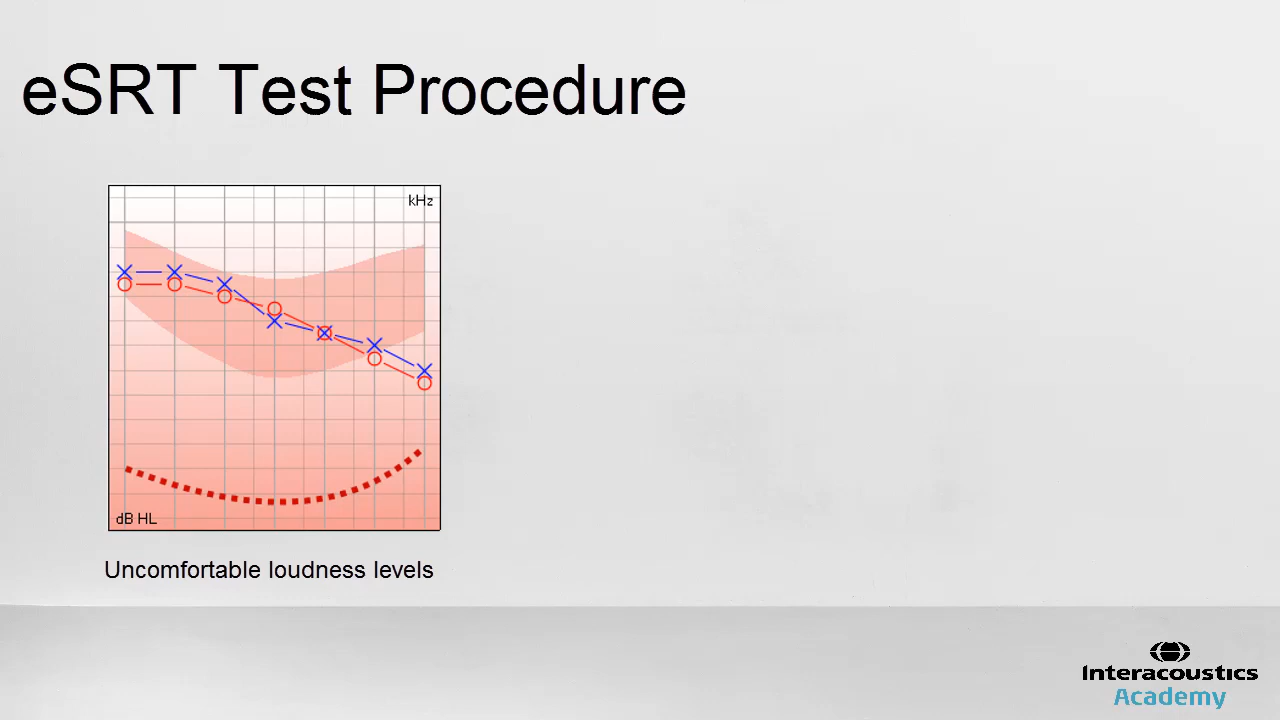 eSRT Test Procedure
kHz
dB HL
Uncomfortable loudness levels
Interacoustics
Academy